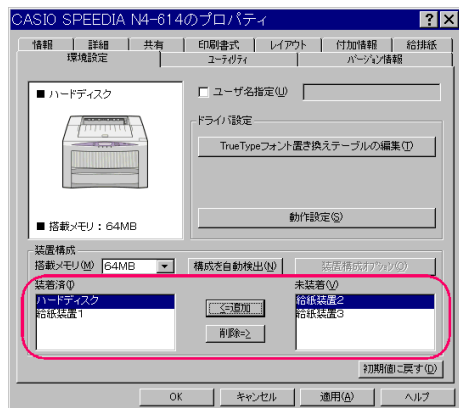 CASIO SPEEDIA N4-614のプロパティ
情報 詳細 共有 印刷書式 レイアウト 付加情報 給排紙
環境設定 ユーティリティ バージョン情報
■ ハードディスク
ユーザ名指定(U)
ドライバ設定
TrueTypeフォント置き換えテーブルの編集(T)
動作設定(S)
■ 搭載メモリ：64MB
装置構成
搭載メモリ(M) 64MB 構成を自動検出(N) 装置構成オプション(O)
装着済(I) 未装着(V)
ハードディスク <=追加 給紙装置2
給紙装置1 給紙装置3
削除=>
初期値に戻す(D)
OK キャンセル 適用(A) ヘルプ